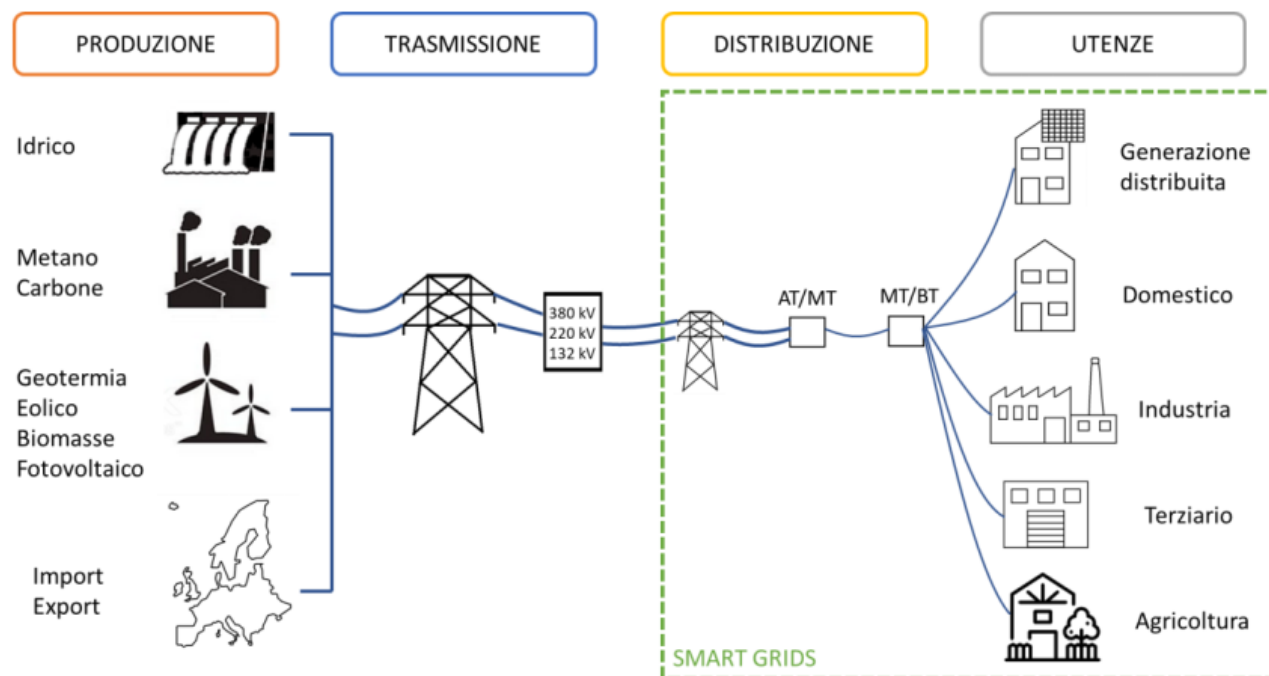 PRODUZIONE
TRASMISSIONE
DISTRIBUZIONE
UTENZE
Idrico
Metano
Carbone
Geotermia
Eolico
Biomasse
Fotovoltaico
Import
Export
380 kV
220 kV
132 kV
AT/MT
MT/BT
Generazione
distribuita
Domestico
Industria
Terziario
Agricoltura
SMART GRIDS